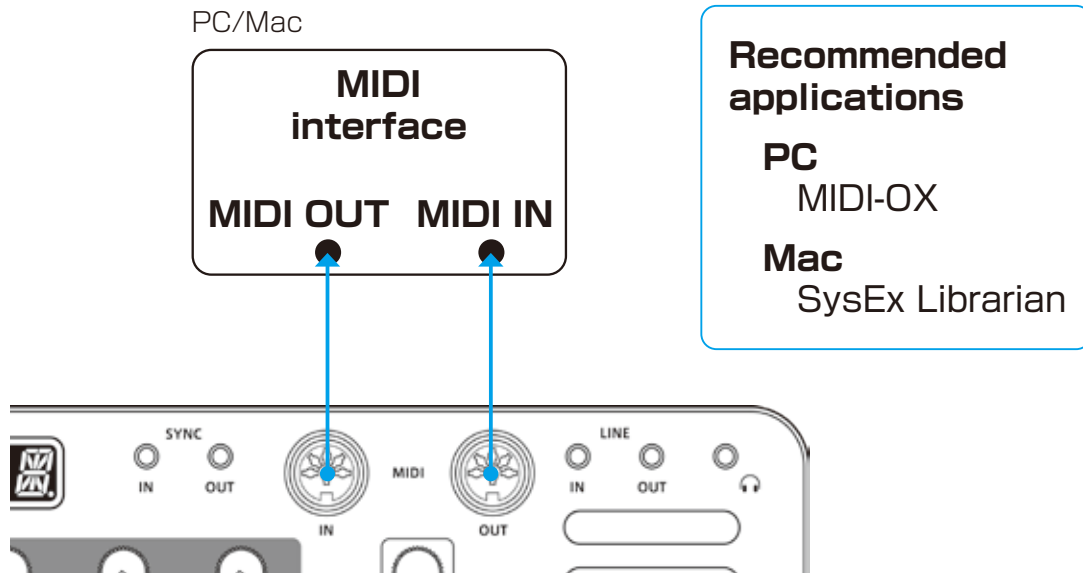 PC/Mac
MIDI
interface
MIDI OUT MIDI IN
Recommended
applications
PC
MIDI-OX
Mac
SysEx Librarian
SYNC
IN OUT
MIDI
IN OUT
LINE
IN OUT